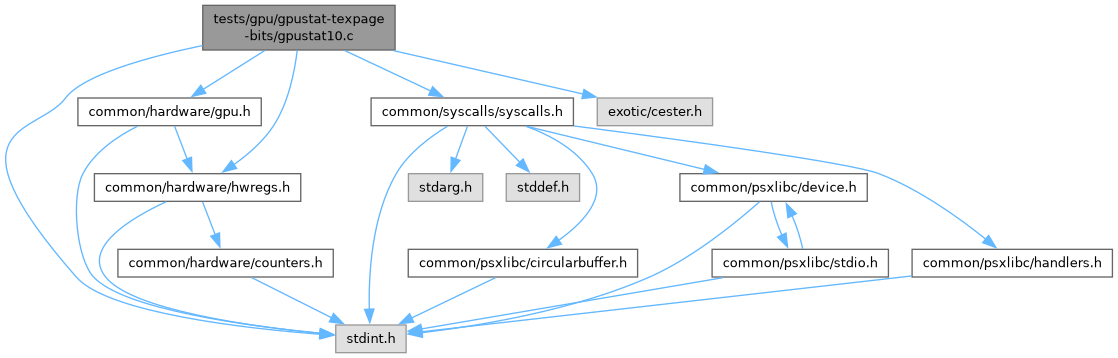 tests/gpu/gpustat-texpage
-bits/gpustat10.c
common/hardware/gpu.h
common/syscalls/syscalls.h
exotic/cester.h
common/hardware/hwregs.h
stdarg.h
stddef.h
common/psxlibc/device.h
common/hardware/counters.h
common/psxlibc/circularbuffer.h
common/psxlibc/stdio.h
common/psxlibc/handlers.h
stdint.h